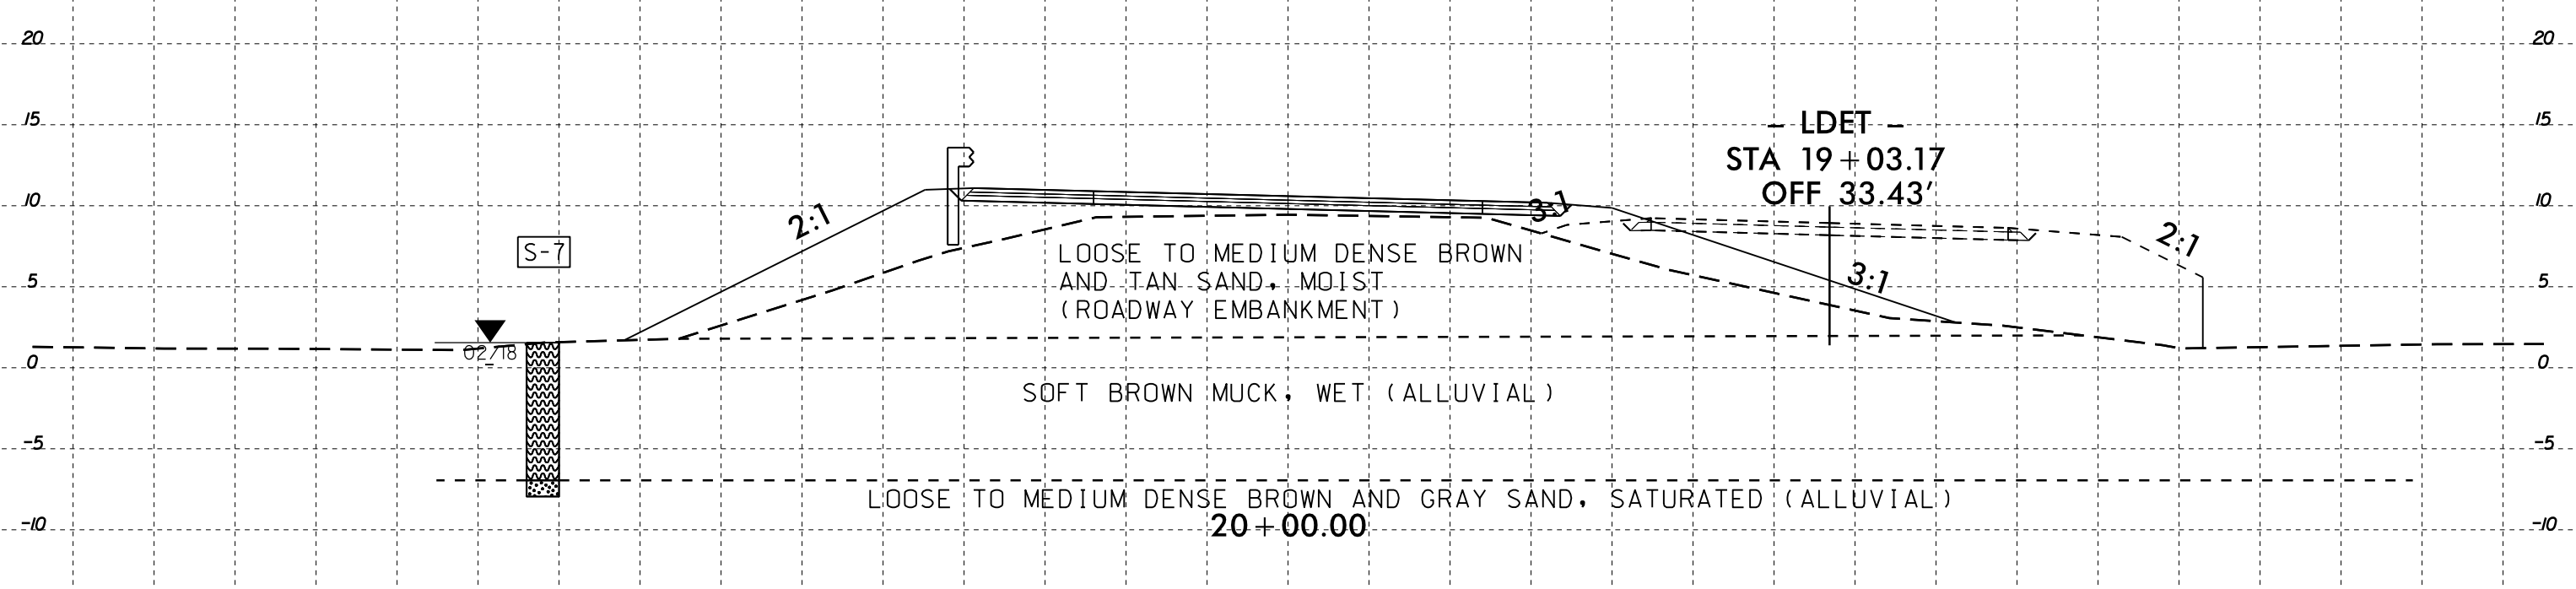 20 20
15 15
– LDET –
STA 19+03.17
OFF 33.43'
10 10
2:1
3:1
2:1
S-7
LOOSE TO MEDIUM DENSE BROWN
AND TAN SAND, MOIST
(ROADWAY EMBANKMENT)
3:1
5 5
02/18
0 0
SOFT BROWN MUCK, WET (ALLUVIAL)
-5 -5
LOOSE TO MEDIUM DENSE BROWN AND GRAY SAND, SATURATED (ALLUVIAL)
20+00.00
-10 -10